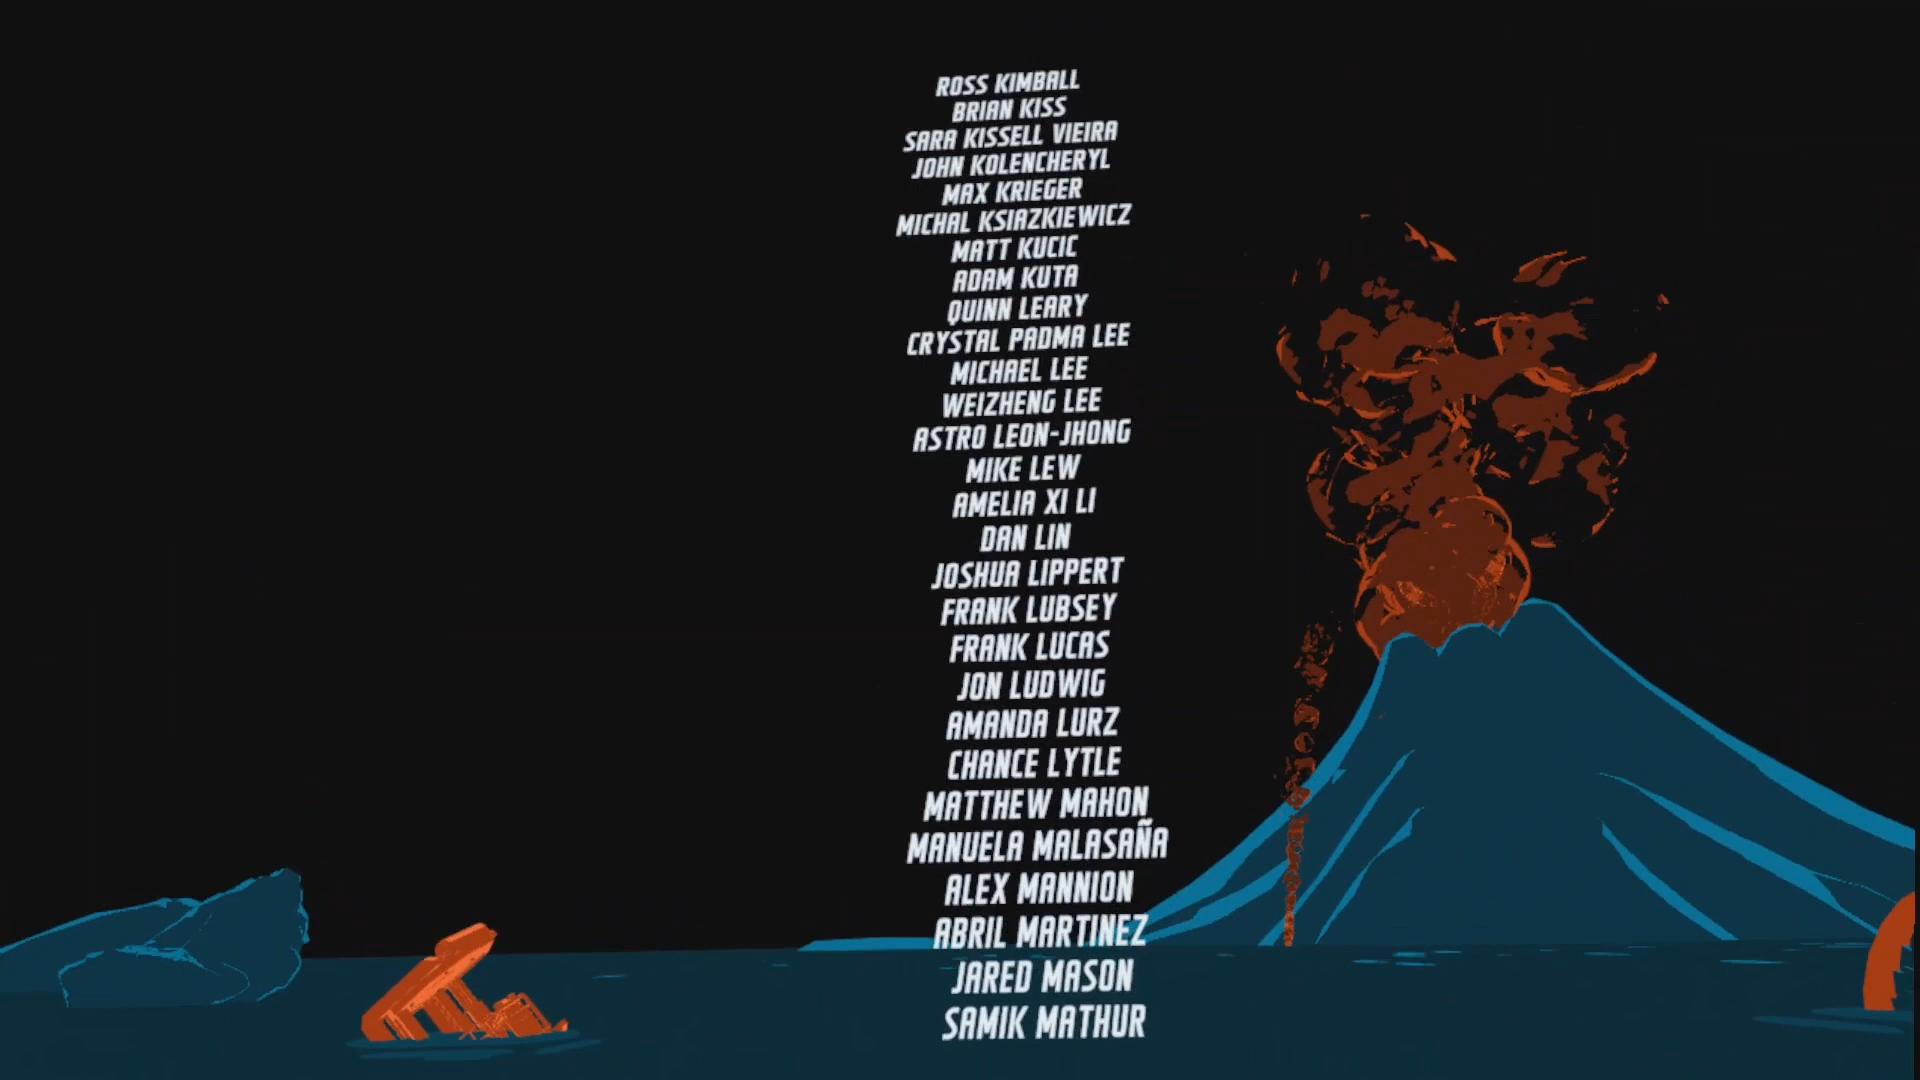 ROSS KIMBALL
BRIAN KISS
SARA KISSELL VIEIRA
JOHN KOLENCHERYL
MAX KRIEGER
MICHAL KSIAZKIEWICZ
MATT KUCIC
ADAM KUTA
QUINN LEARY
CRYSTAL PADMA LEE
MICHAEL LEE
WEIZHENG LEE
ASTRO LEON-JHONG
MIKE LEW
AMELIA XI LI
DAN LIN
JOSHUA LIPPERT
FRANK LUBSEY
FRANK LUCAS
JON LUDWIG
AMANDA LURZ
CHANCE LYTLE
MATTHEW MAHON
MANUELA MALASAÑA
ALEX MANNION
ABRIL MARTINEZ
JARED MASON
SAMIK MATHUR